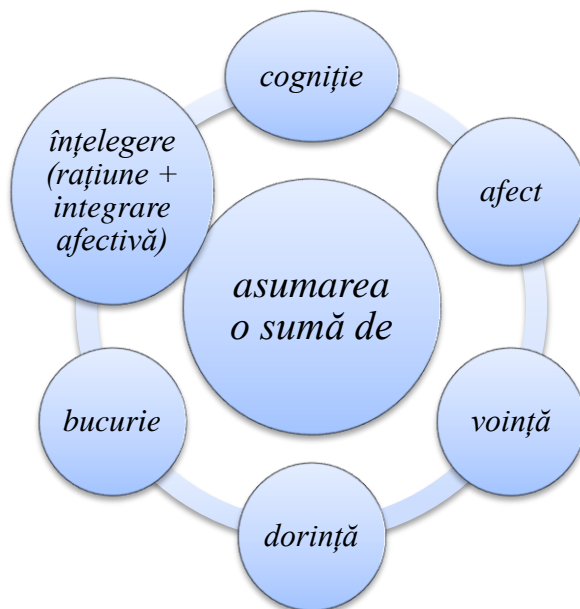 cogniție
afect
voință
dorință
bucurie
înțelegere
(rațiune +
integrare
afectivă)
asumarea
o sumă de